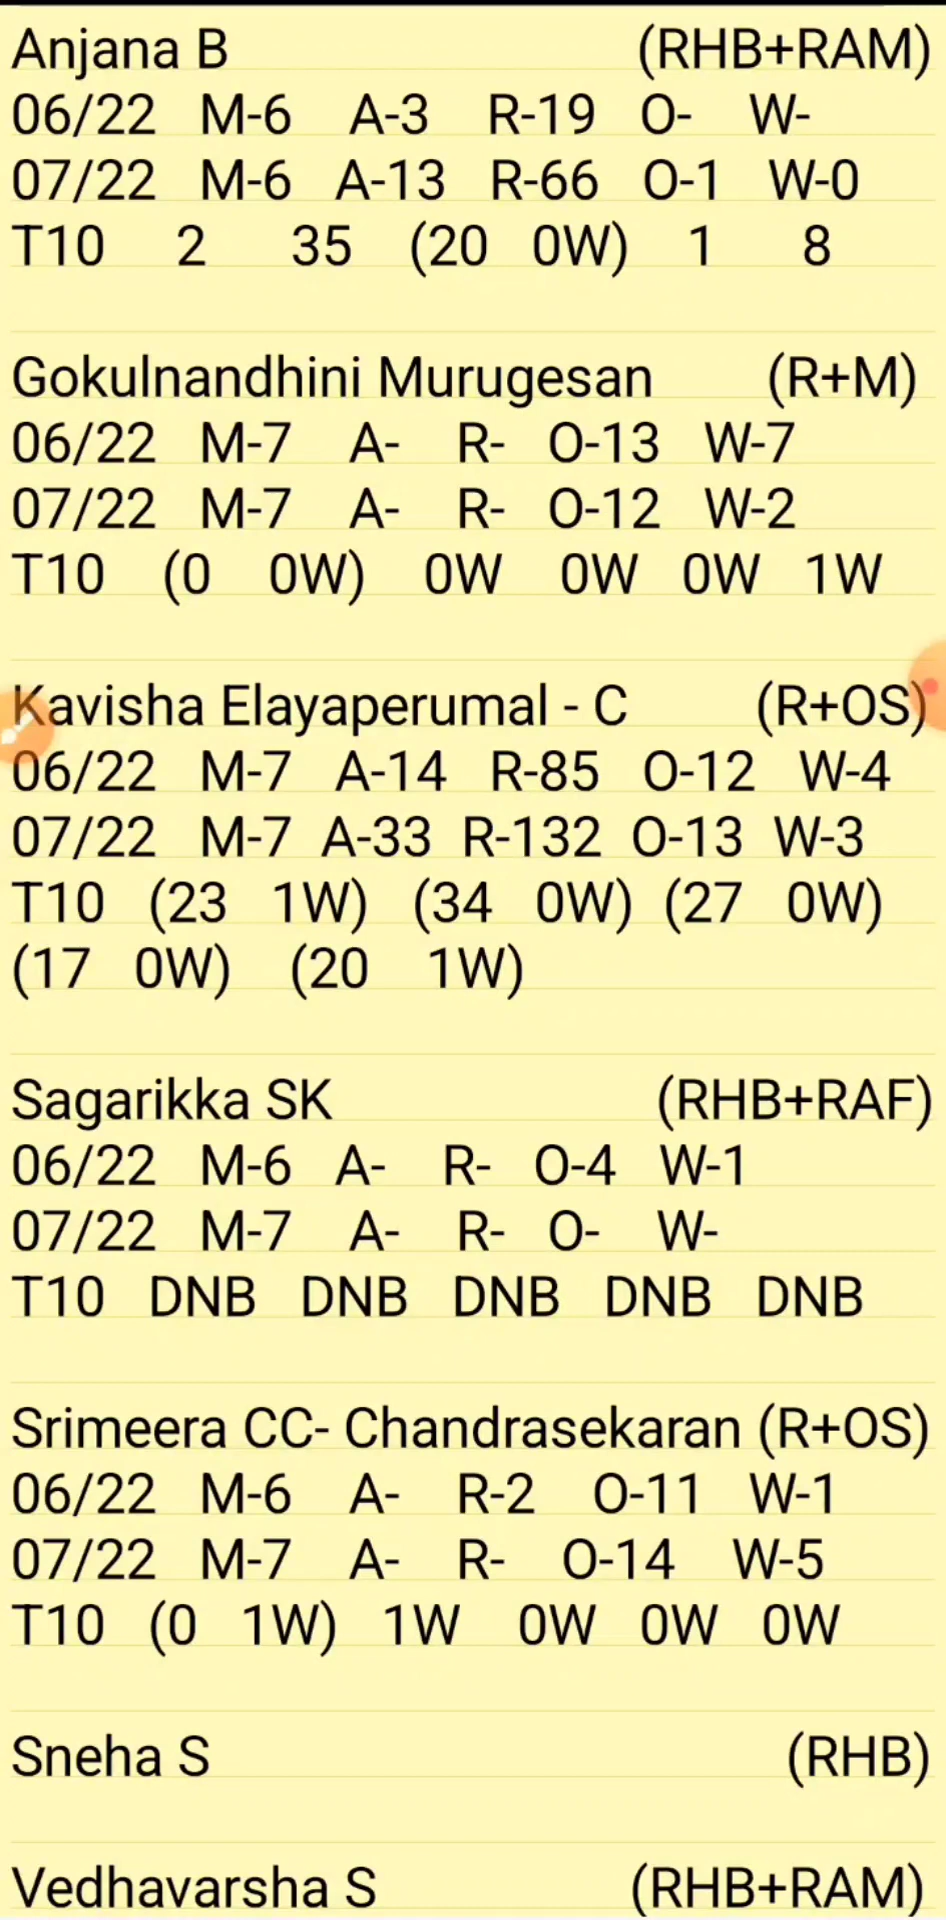 Anjana B (RHB+RAM)
06/22 M-6 A-3 R-19 O- W-
07/22 M-6 A-13 R-66 O-1 W-0
T10 2 35 (20 0W) 1 8
Gokulnandhini Murugesan (R+M)
06/22 M-7 A- R- O-13 W-7
07/22 M-7 A- R- O-12 W-2
T10 (0 0W) 0W 0W 0W 1W
Kavisha Elayaperumal - C (R+OS)
06/22 M-7 A-14 R-85 O-12 W-4
07/22 M-7 A-33 R-132 O-13 W-3
T10 (23 1W) (34 0W) (27 0W)
(17 0W) (20 1W)
Sagarikka SK (RHB+RAF)
06/22 M-6 A- R- O-4 W-1
07/22 M-7 A- R- O- W-
T10 DNB DNB DNB DNB DNB
Srimeera CC- Chandrasekaran (R+OS)
06/22 M-6 A- R-2 O-11 W-1
07/22 M-7 A- R- O-14 W-5
T10 (0 1W) 1W 0W 0W 0W
Sneha S (RHB)
Vedhavarsha S (RHB+RAM)